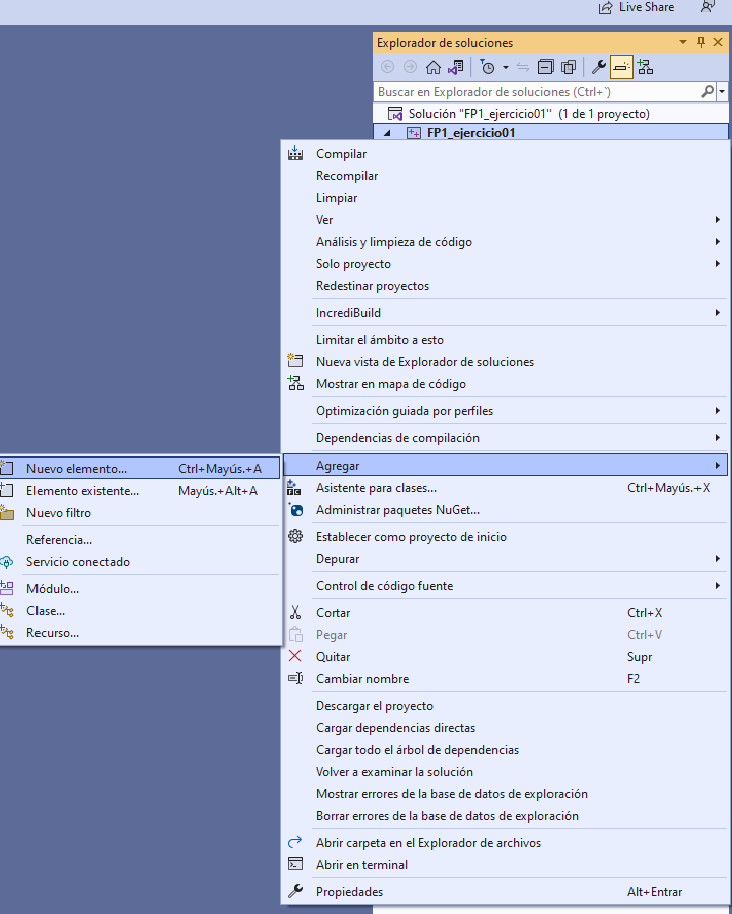 Live Share
Explorador de soluciones
Buscar en Explorador de soluciones (Ctrl+`)
Solución "FP1_ejercicio01" (1 de 1 proyecto)
FP1_ejercicio01
Compilar
Recompilar
Limpiar
Ver
Análisis y limpieza de código
Solo proyecto
Redestinar proyectos
IncrediBuild
Limitar el ámbito a esto
Nueva vista de Explorador de soluciones
Mostrar en mapa de código
Optimización guiada por perfiles
Dependencias de compilación
Agregar
Nuevo elemento... Ctrl+Mayús.+A
Elemento existente... Mayús.+Alt+A
Nuevo filtro
Referencia...
Servicio conectado
Módulo...
Clase...
Recurso...
Asistente para clases... Ctrl+Mayús.+X
Administrar paquetes NuGet...
Establecer como proyecto de inicio
Depurar
Control de código fuente
Cortar Ctrl+X
Pegar Ctrl+V
Quitar Supr
Cambiar nombre F2
Descargar el proyecto
Cargar dependencias directas
Cargar todo el árbol de dependencias
Volver a examinar la solución
Mostrar errores de la base de datos de exploración
Borrar errores de la base de datos de exploración
Abrir carpeta en el Explorador de archivos
Abrir en terminal
Propiedades Alt+Entrar